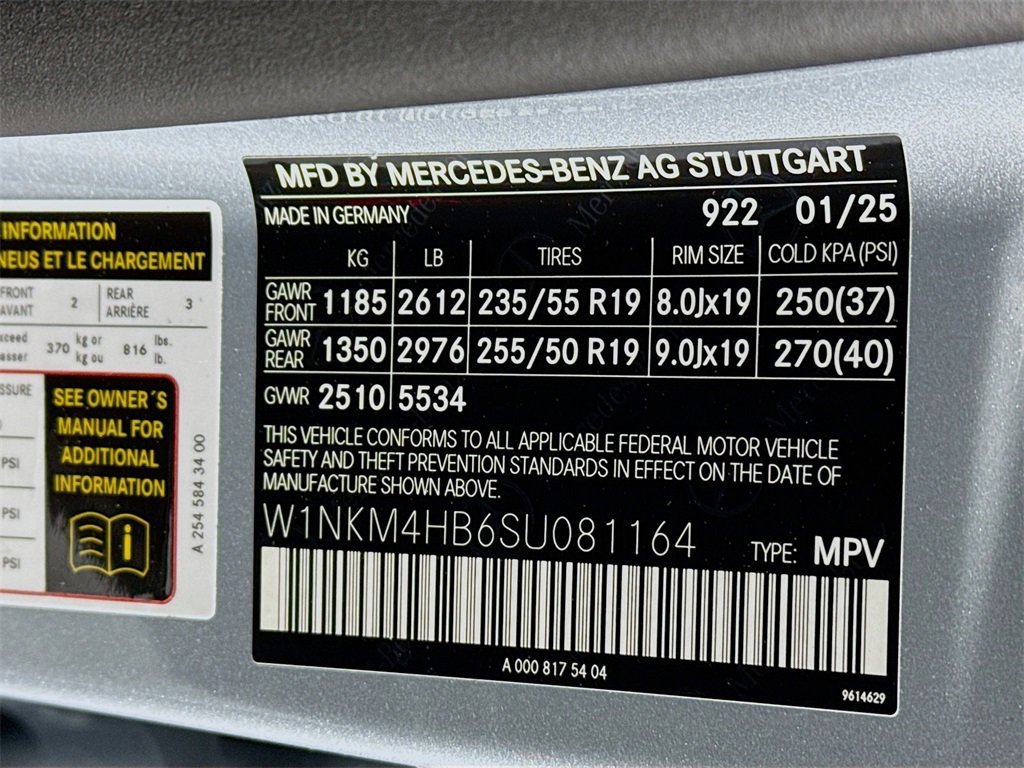 INFORMATION
NEUS ET LE CHARGEMENT
FRONT
AVANT
2
REAR
ARRIÈRE
3
370
kg or
kg ou
816
lbs.
lb.
PSI
PSI
PSI
SEE OWNER´S
MANUAL FOR
ADDITIONAL
INFORMATION
A 254 584 34 00
MFD BY MERCEDES-BENZ AG STUTTGART
MADE IN GERMANY 922 01/25
KG LB TIRES RIM SIZE COLD KPA(PSI)
GAWR FRONT 1185 2612 235/55 R19 8.0Jx19 250(37)
GAWR REAR 1350 2976 255/50 R19 9.0Jx19 270(40)
GVWR 2510 5534
THIS VEHICLE CONFORMS TO ALL APPLICABLE FEDERAL MOTOR VEHICLE
SAFETY AND THEFT PREVENTION STANDARDS IN EFFECT ON THE DATE OF
MANUFACTURE SHOWN ABOVE.
W1NKM4HB6SU081164 TYPE: MPV
A 000 817 54 04
9614629